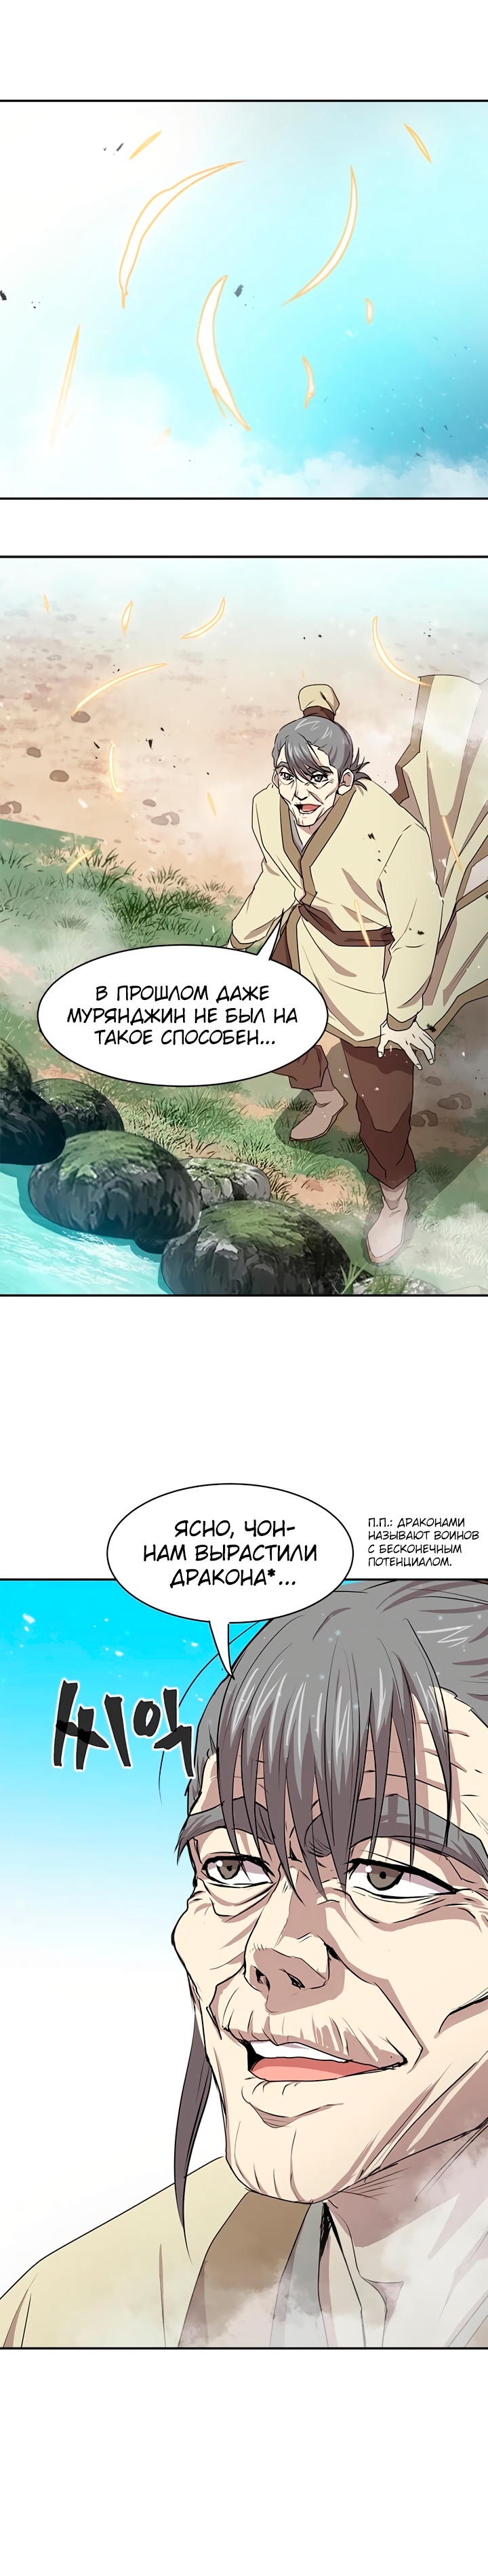 В ПРОШЛОМ ДАЖЕ
МУРЯНДЖИН НЕ БЫЛ НА
ТАКОЕ СПОСОБЕН...
ЯСНО, ЧОН-
НАМ ВЫРАСТИЛИ
ДРАКОНА*...
П.П.: ДРАКОНАМИ
НАЗЫВАЮТ ВОИНОВ
С БЕСКОНЕЧНЫМ
ПОТЕНЦИАЛОМ.
씨익